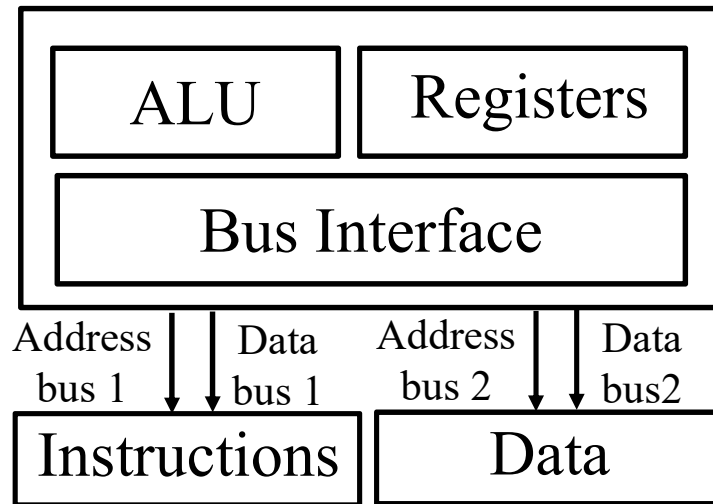 ALU
Registers
Bus Interface
Address
bus 1
Data
bus 1
Address
bus 2
Data
bus2
Instructions
Data